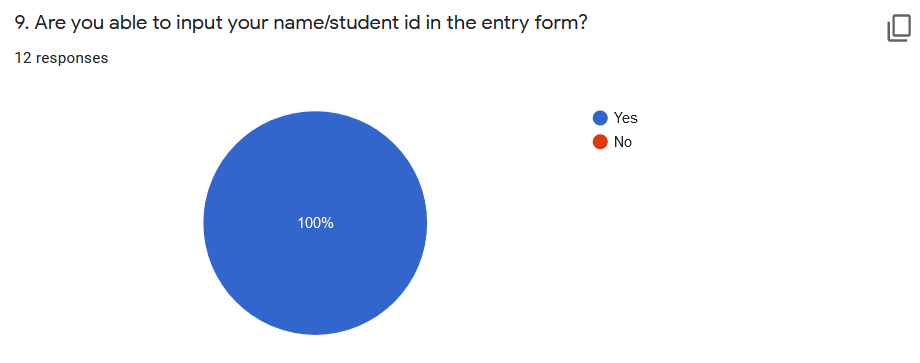 9. Are you able to input your name/student id in the entry form?
12 responses
Yes
No
100%